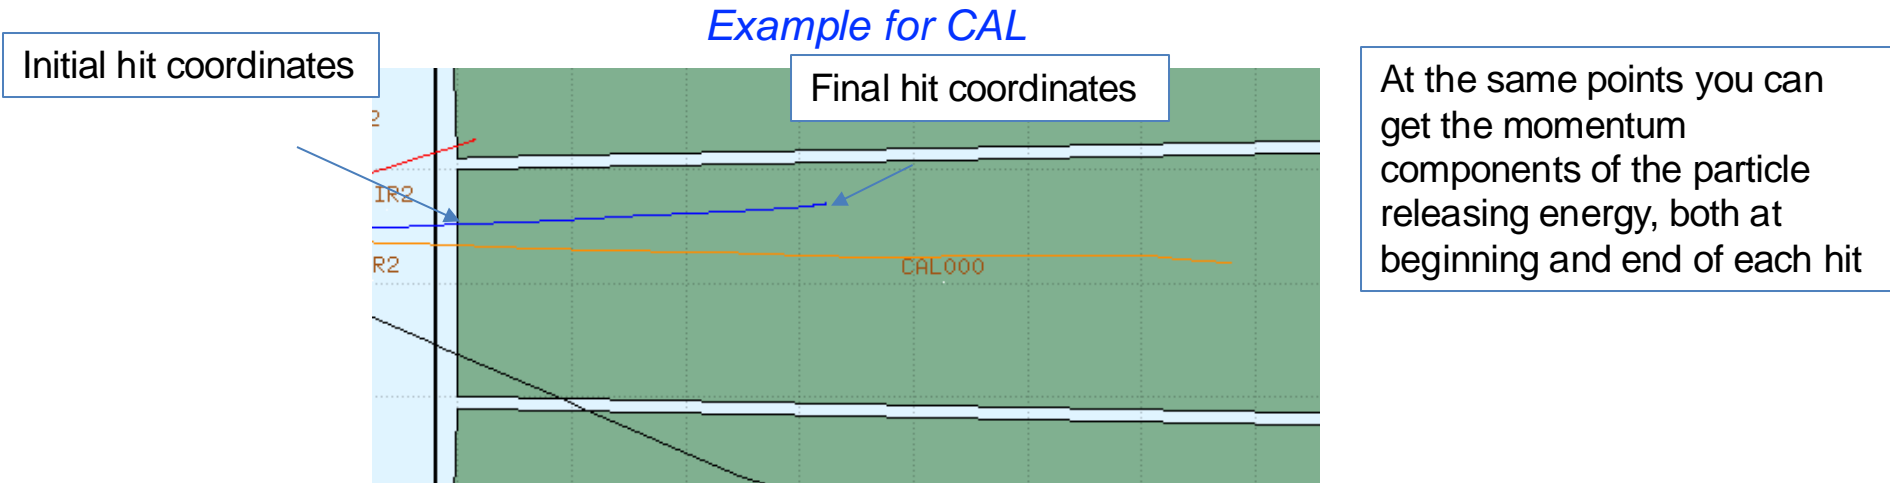 Example for CAL
Initial hit coordinates
Final hit coordinates
At the same points you can
get the momentum
components of the particle
releasing energy, both at
beginning and end of each hit
2
IR2
R2
CAL000